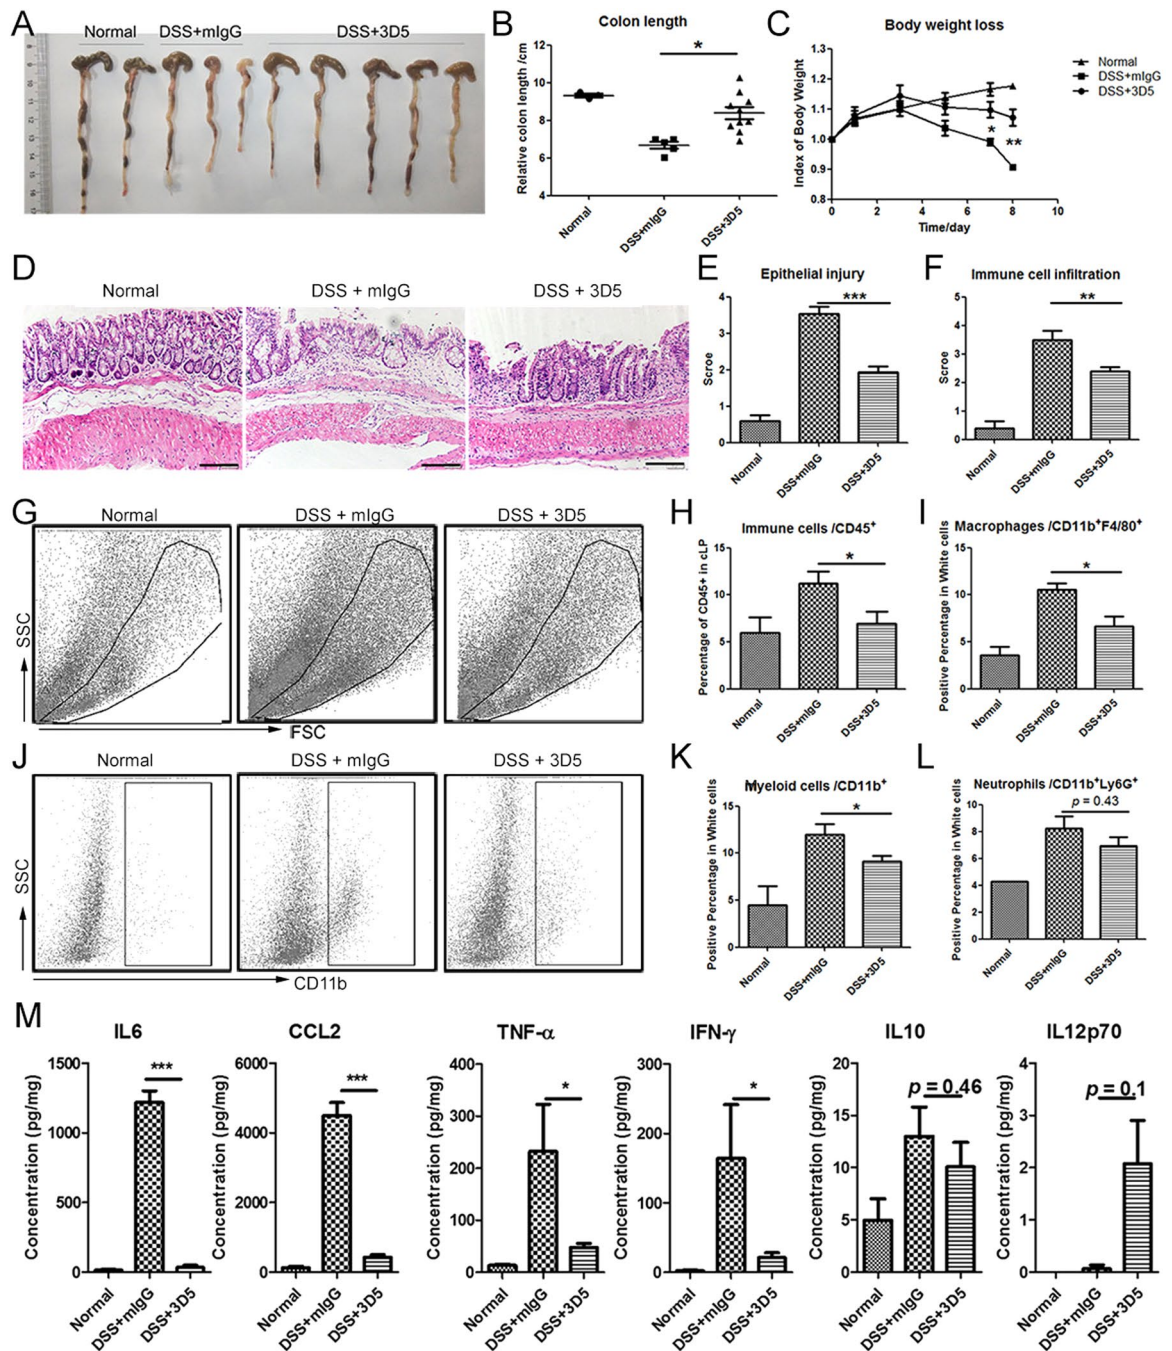 A
Normal DSS+mIgG DSS+3D5
8
9
10
11
12
13
14
15
16
17
B
Colon length
Relative colon length /cm
12
10
8
6
4
*
Normal
DSS+mIgG
DSS+3D5
C
Body weight loss
Index of Body Weight
1.3
1.2
1.1
1.0
0.9
0.8
*
**
0 2 4 6 8 10
Time/day
Normal
DSS+mIgG
DSS+3D5
D
Normal DSS + mIgG DSS + 3D5
E
Epithelial injury
Scroe
4
3
2
1
0
***
Normal
DSS+mIgG
DSS+3D5
F
Immune cell infiltration
Scroe
5
4
3
2
1
0
**
Normal
DSS+mIgG
DSS+3D5
G
Normal DSS + mIgG DSS + 3D5
SSC
FSC
H
Immune cells /CD45+
Percentage of CD45+ in cLP
15
10
5
0
*
Normal
DSS+mIgG
DSS+3D5
I
Macrophages /CD11b+F4/80+
Positive Percentage in White cells
15
10
5
0
*
Normal
DSS+mIgG
DSS+3D5
J
Normal DSS + mIgG DSS + 3D5
SSC
CD11b
K
Myeloid cells /CD11b+
Positive Percentage in White cells
15
10
5
0
*
Normal
DSS+mIgG
DSS+3D5
L
Neutrophils /CD11b+Ly6G+
p = 0.43
Positive Percentage in White cells
10
8
6
4
2
0
Normal
DSS+mIgG
DSS+3D5
M
IL6
Concentration (pg/mg)
1500
1000
500
0
***
Normal
DSS+mIgG
DSS+3D5
CCL2
Concentration (pg/mg)
6000
4000
2000
0
***
Normal
DSS+mIgG
DSS+3D5
TNF-α
Concentration (pg/mg)
400
300
200
100
0
*
Normal
DSS+mIgG
DSS+3D5
IFN-γ
Concentration (pg/mg)
300
200
100
0
*
Normal
DSS+mIgG
DSS+3D5
IL10
Concentration (pg/mg)
20
15
10
5
0
p = 0.46
Normal
DSS+mIgG
DSS+3D5
IL12p70
Concentration (pg/mg)
4
3
2
1
0
p = 0.1
Normal
DSS+mIgG
DSS+3D5